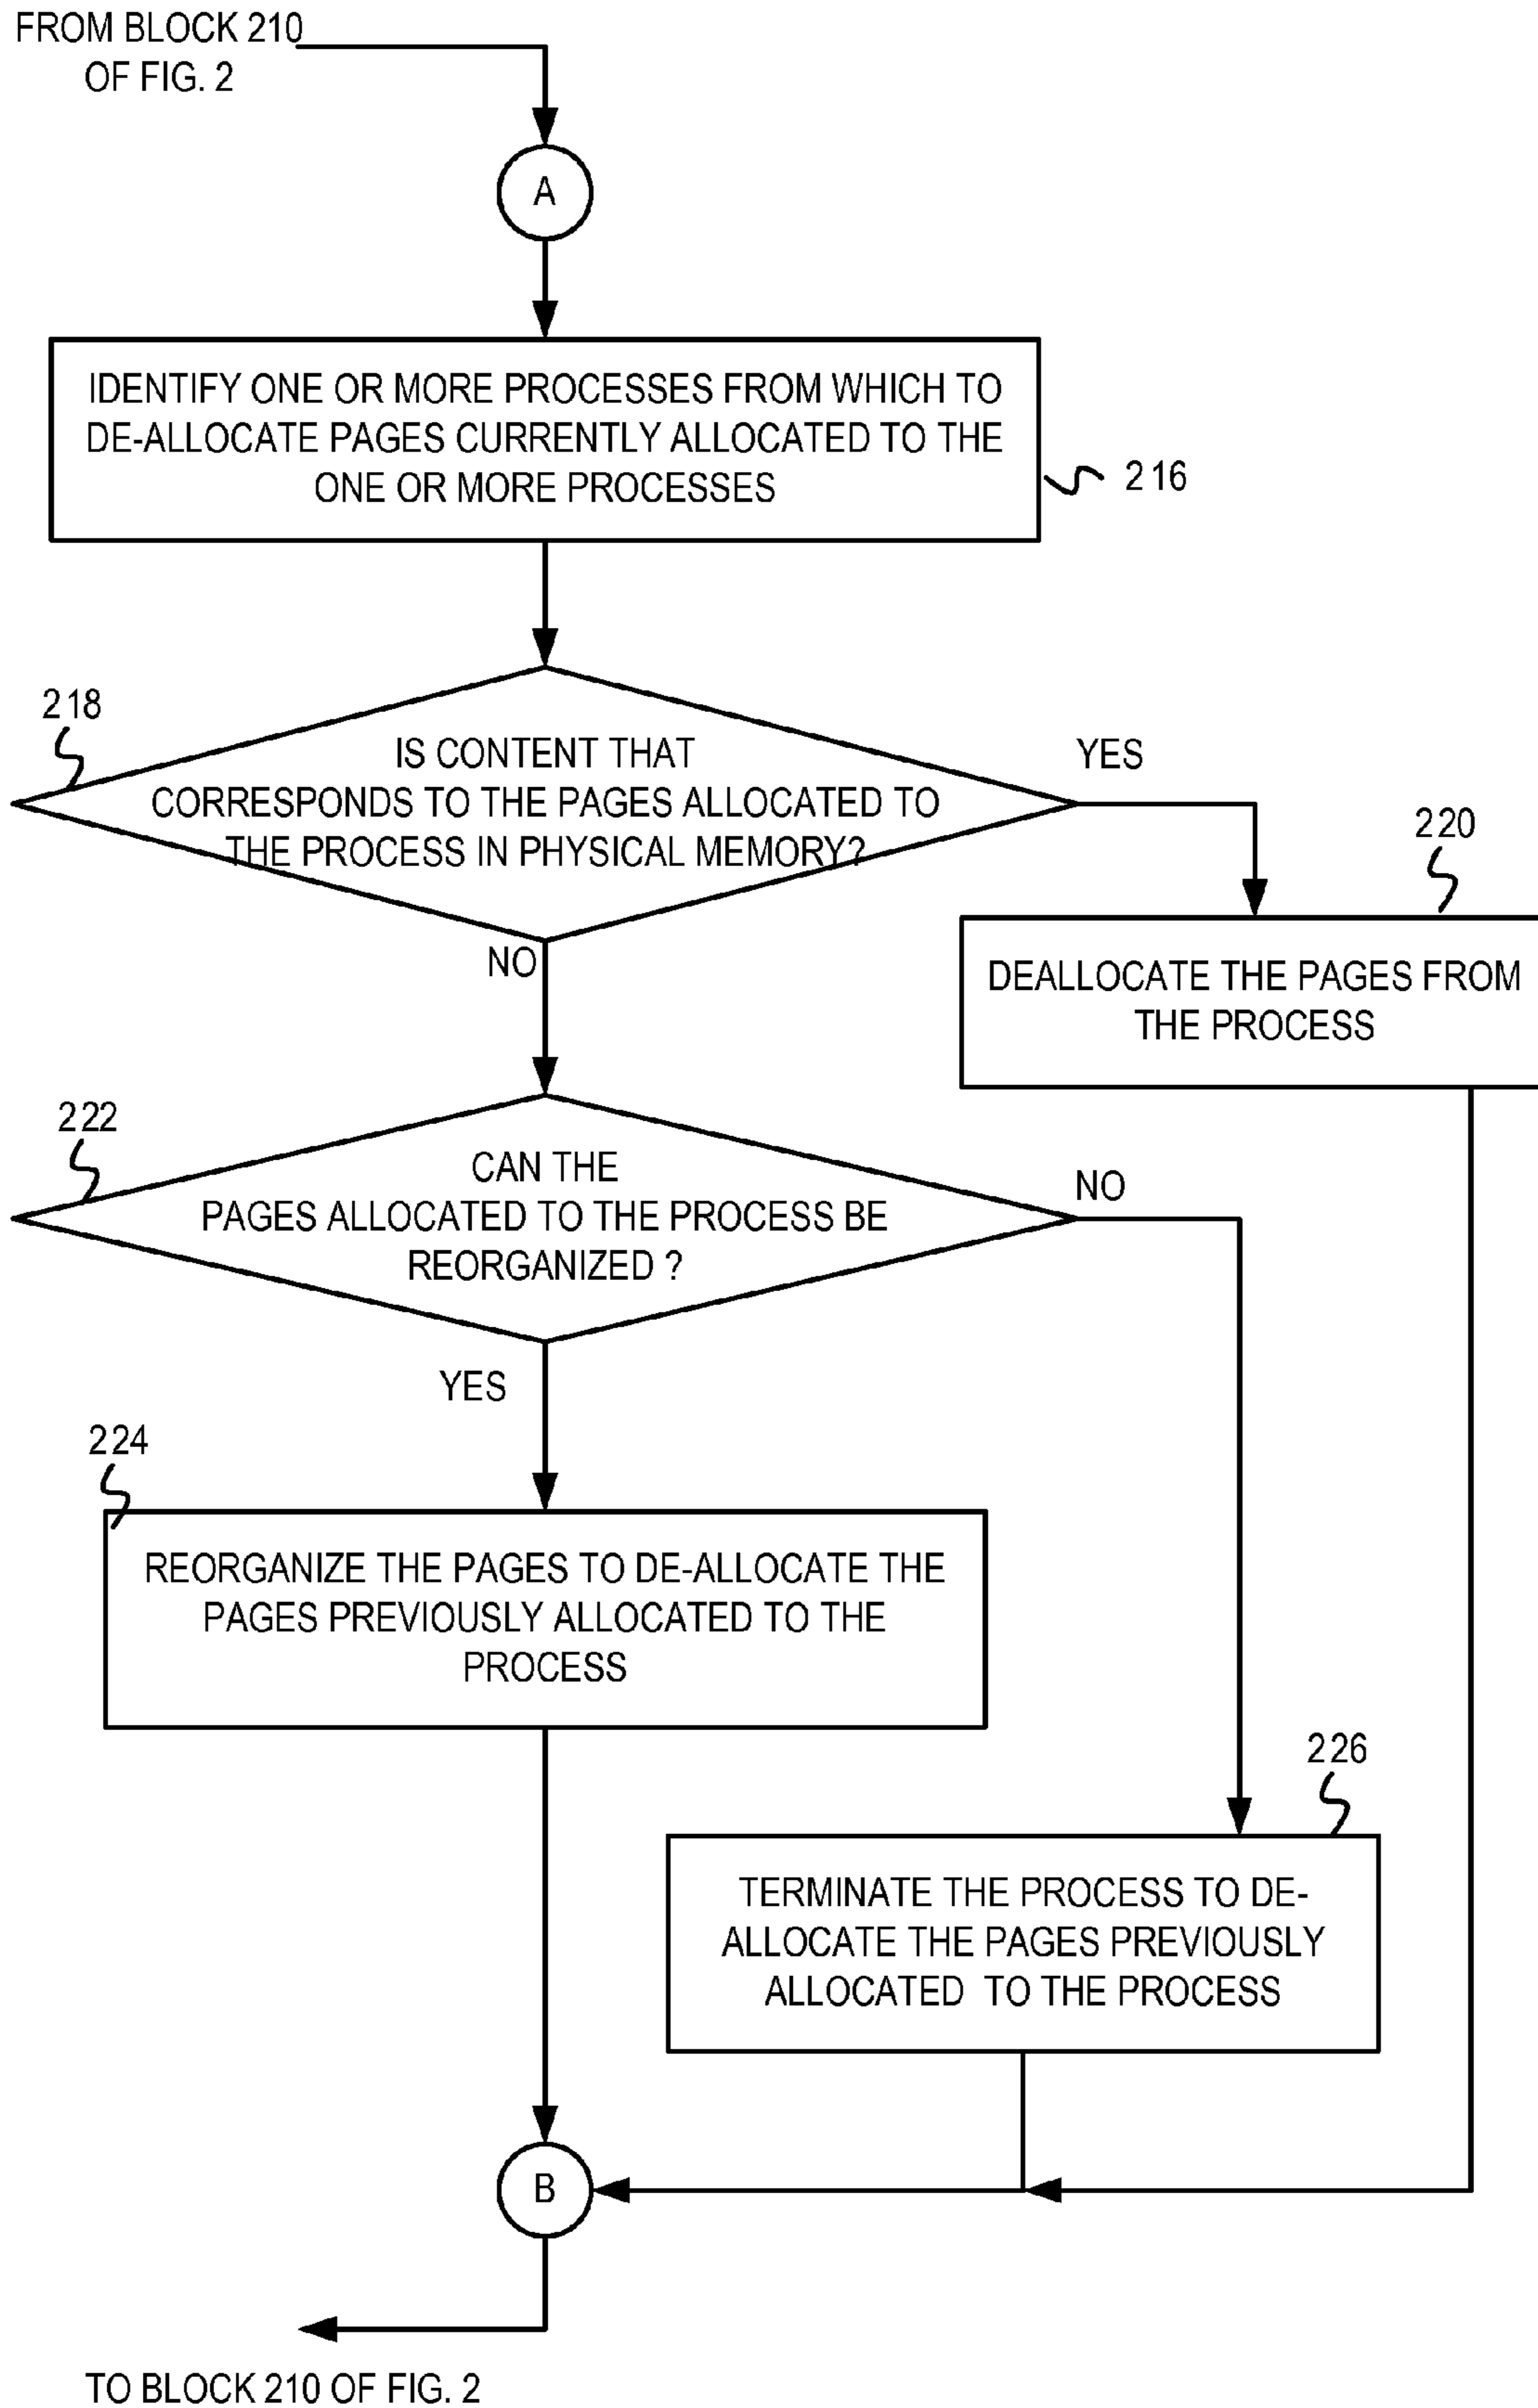 FROM BLOCK 210
OF FIG. 2
A
IDENTIFY ONE OR MORE PROCESSES FROM WHICH TO
DE-ALLOCATE PAGES CURRENTLY ALLOCATED TO THE
ONE OR MORE PROCESSES
216
218
IS CONTENT THAT
CORRESPONDS TO THE PAGES ALLOCATED TO
THE PROCESS IN PHYSICAL MEMORY?
YES
NO
220
DEALLOCATE THE PAGES FROM
THE PROCESS
222
CAN THE
PAGES ALLOCATED TO THE PROCESS BE
REORGANIZED ?
NO
YES
224
REORGANIZE THE PAGES TO DE-ALLOCATE THE
PAGES PREVIOUSLY ALLOCATED TO THE
PROCESS
226
TERMINATE THE PROCESS TO DE-
ALLOCATE THE PAGES PREVIOUSLY
ALLOCATED TO THE PROCESS
B
TO BLOCK 210 OF FIG. 2